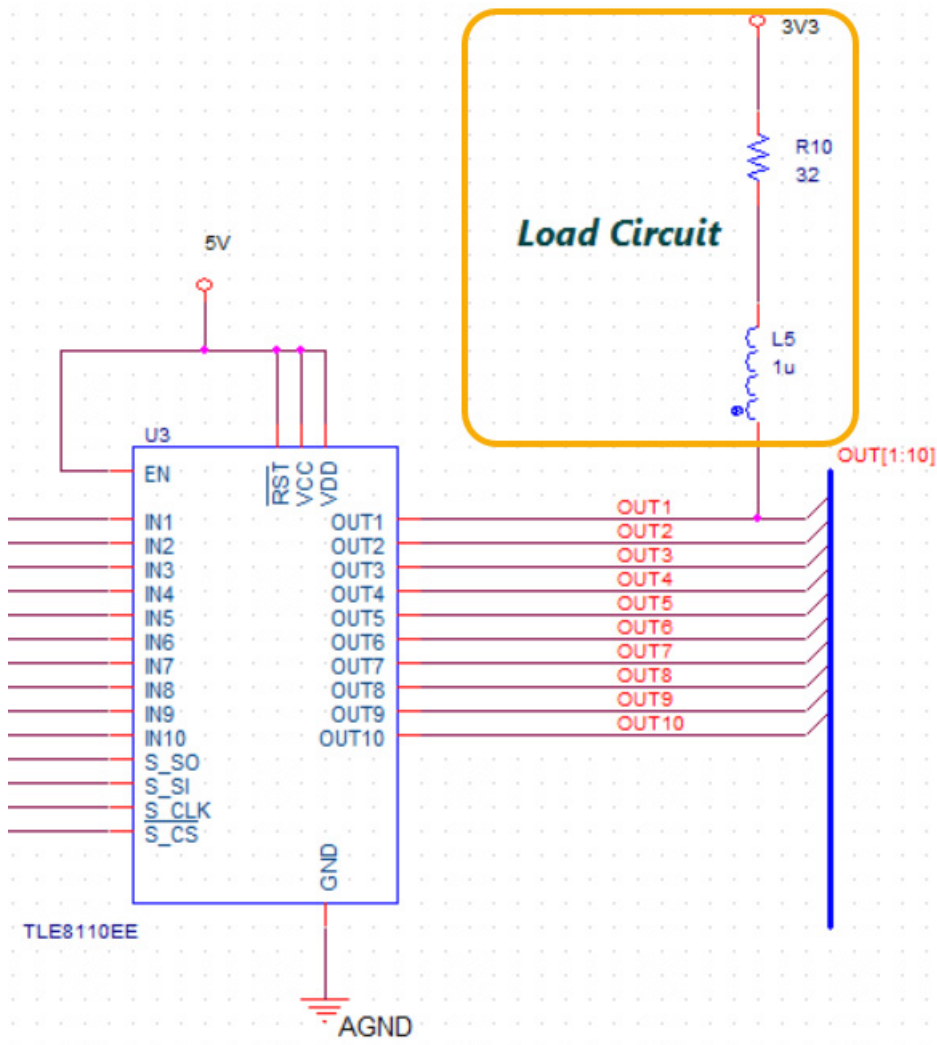 3V3
R10
32
Load Circuit
5V
L5
1u
U3
OUT[1:10]
EN
RST
VCC
VDD
IN1
IN2
IN3
IN4
IN5
IN6
IN7
IN8
IN9
IN10
S_SO
S_SI
S_CLK
S_CS
OUT1
OUT2
OUT3
OUT4
OUT5
OUT6
OUT7
OUT8
OUT9
OUT10
OUT1
OUT2
OUT3
OUT4
OUT5
OUT6
OUT7
OUT8
OUT9
OUT10
GND
TLE8110EE
AGND